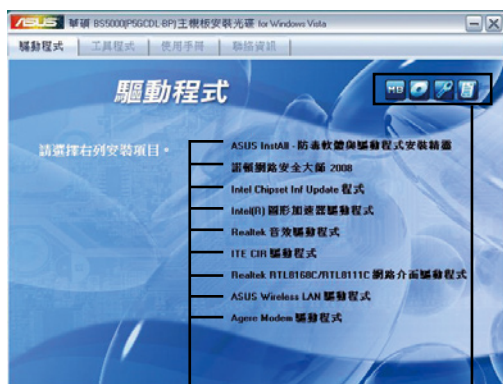 ASUS 華碩 BS5000(P5GCDL-BP)主機板安裝光碟 for Windows Vista
驅動程式 工具程式 使用手冊 聯絡資訊
驅動程式
MB
請選擇右列安裝項目。
ASUS InstAll - 防毒軟體與驅動程式安裝精靈
諾頓網路安全大師 2008
Intel Chipset Inf Update 程式
Intel(R) 圖形加速器驅動程式
Realtek 音效驅動程式
ITE CIR 驅動程式
Realtek RTL8168C/RTL8111C 網路介面驅動程式
ASUS Wireless LAN 驅動程式
Agere Modem 驅動程式